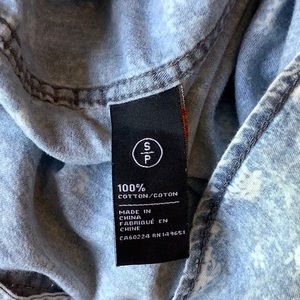 S
P
100%
COTTON/COTON
MADE IN
CHINA
FABRIQUÉ EN
CHINE
CA60224 RN149651